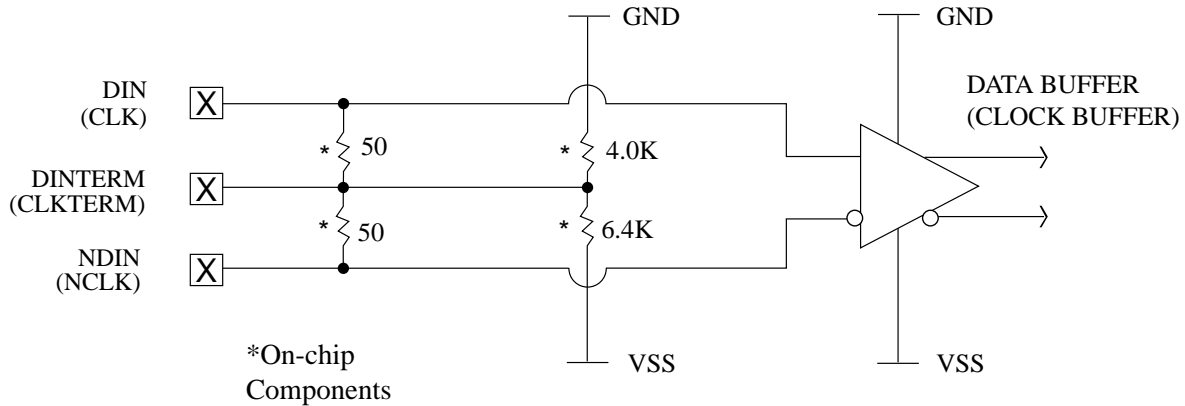 GND
GND
DIN
(CLK)
X
DATA BUFFER
(CLOCK BUFFER)
* 50
* 4.0K
DINTERM
(CLKTERM)
X
* 50
* 6.4K
NDIN
(NCLK)
X
*On-chip
Components
VSS
VSS